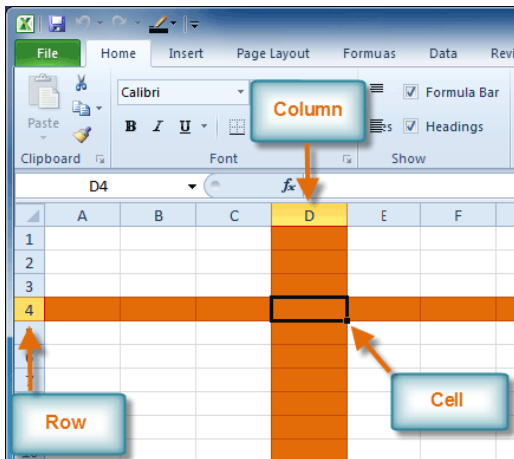 File Home Insert Page Layout Formuas Data Revi
Calibri Formula Bar
Column
Paste B I U Headings
Clipboard Font Show
D4 fx
A B C D E F
1
2
3
4
Cell
Row